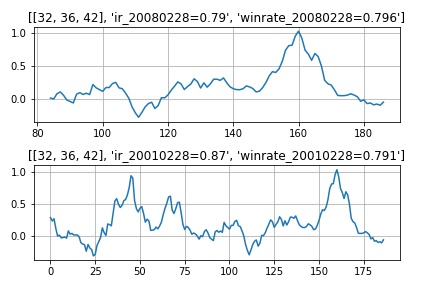 [[32, 36, 42], 'ir_20080228=0.79', 'winrate_20080228=0.796']
1.0
0.5
0.0
80 100 120 140 160 180
[[32, 36, 42], 'ir_20010228=0.87', 'winrate_20010228=0.791']
1.0
0.5
0.0
0 25 50 75 100 125 150 175